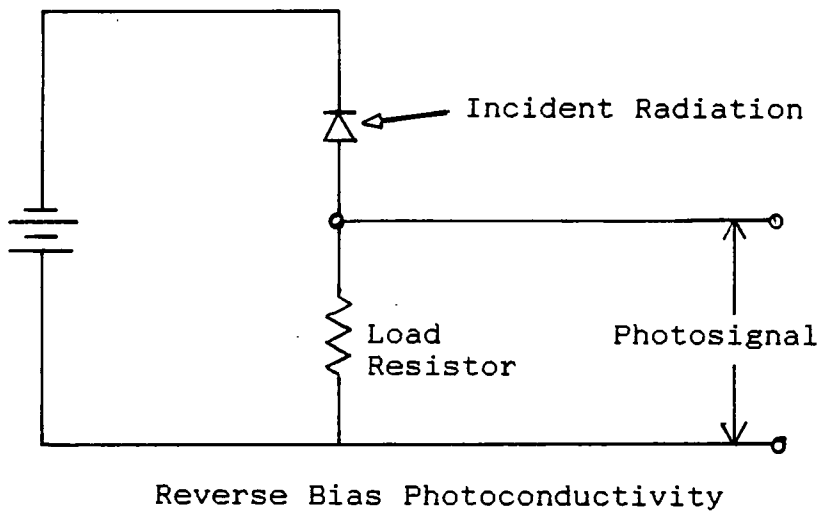 Incident Radiation
Load
Resistor
Photosignal
Reverse Bias Photoconductivity